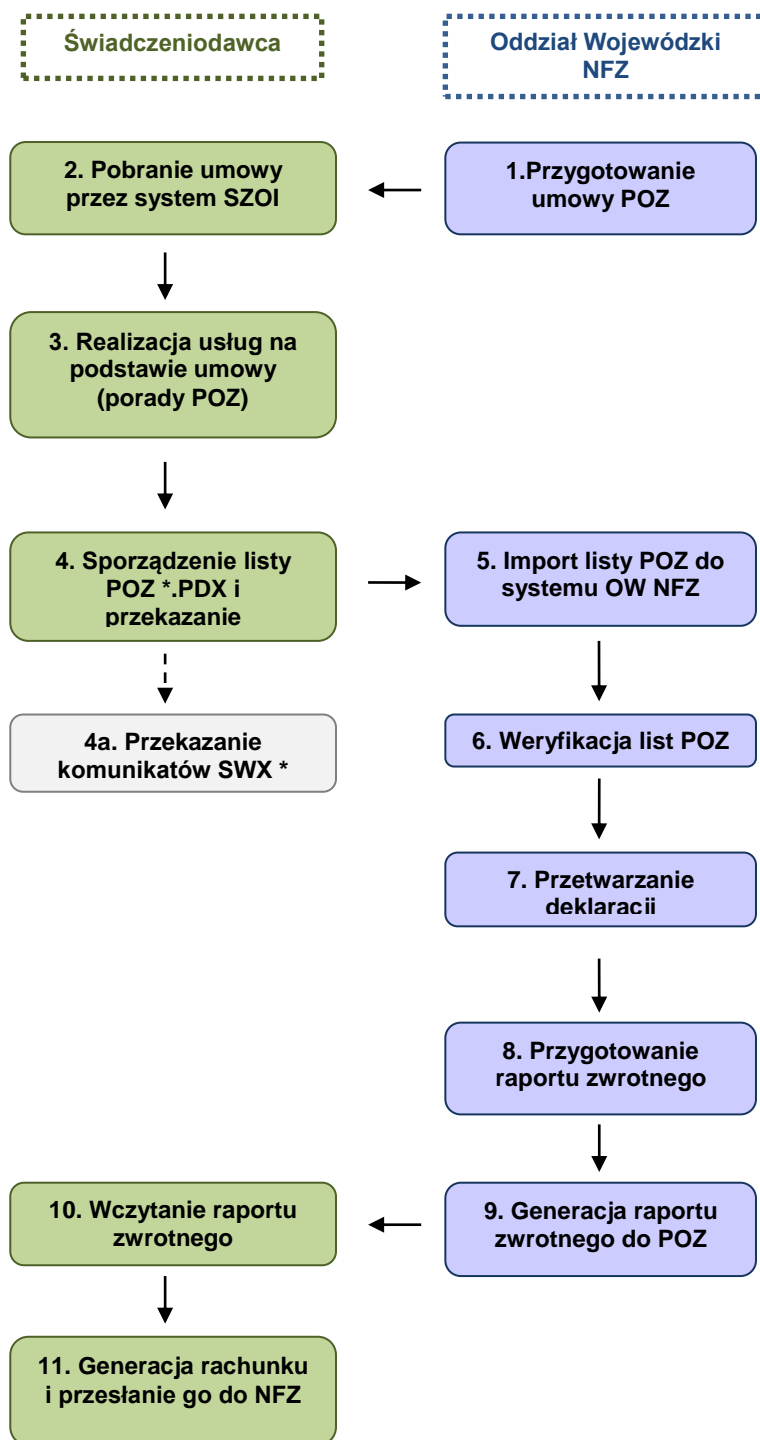 Świadczeniodawca
Oddział Wojewódzki
NFZ
2. Pobranie umowy
przez system SZOI
1.Przygotowanie
umowy POZ
3. Realizacja usług na
podstawie umowy
(porady POZ)
4. Sporządzenie listy
POZ *.PDX i
przekazanie
5. Import listy POZ do
systemu OW NFZ
4a. Przekazanie
komunikatów SWX *
6. Weryfikacja list POZ
7. Przetwarzanie
deklaracji
8. Przygotowanie
raportu zwrotnego
10. Wczytanie raportu
zwrotnego
9. Generacja raportu
zwrotnego do POZ
11. Generacja rachunku
i przesłanie go do NFZ